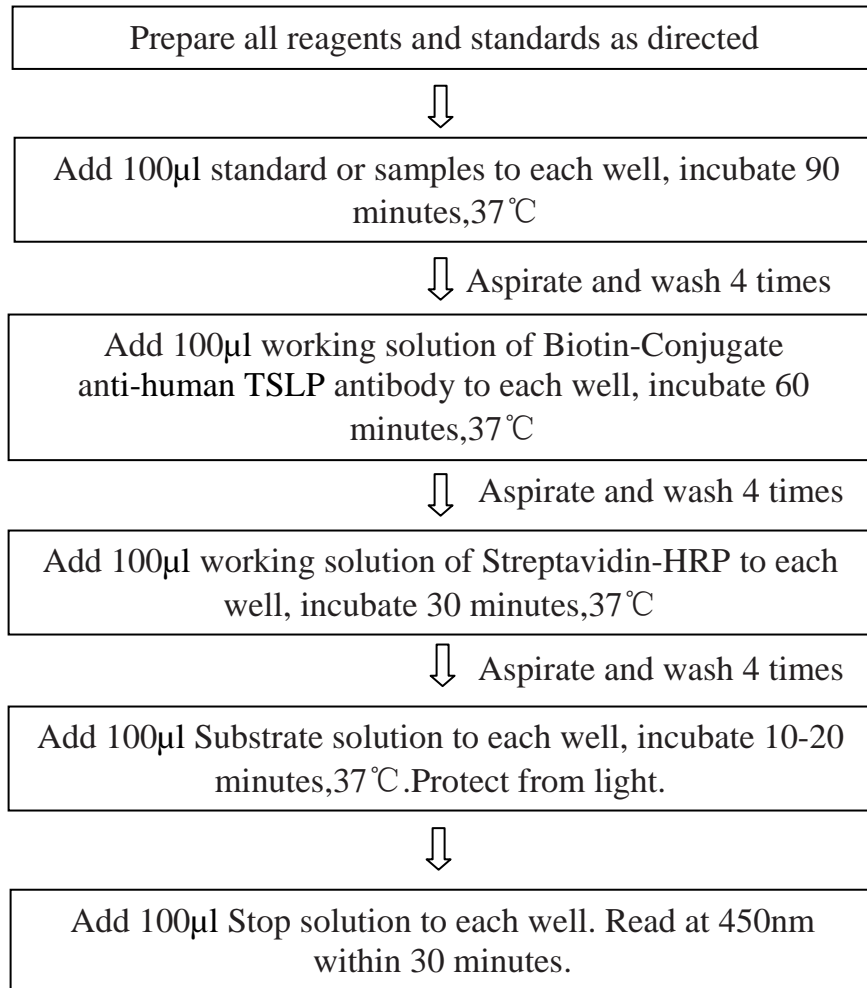 Prepare all reagents and standards as directed
Add 100μl standard or samples to each well, incubate 90
minutes,37℃
Aspirate and wash 4 times
Add 100μl working solution of Biotin-Conjugate
anti-human TSLP antibody to each well, incubate 60
minutes,37℃
Aspirate and wash 4 times
Add 100μl working solution of Streptavidin-HRP to each
well, incubate 30 minutes,37℃
Aspirate and wash 4 times
Add 100μl Substrate solution to each well, incubate 10-20
minutes,37℃.Protect from light.
Add 100μl Stop solution to each well. Read at 450nm
within 30 minutes.